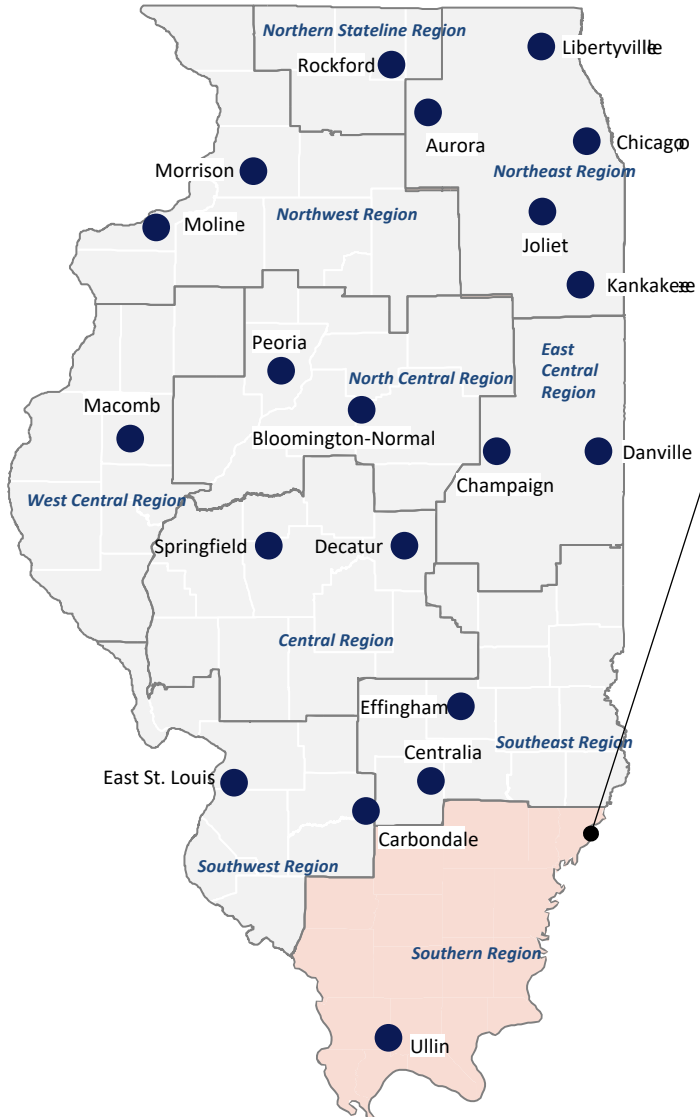 Northern Stateline Region
Rockford
Libertyville
Aurora
Chicago
Morrison
Northeast Region
Northwest Region
Moline
Joliet
Kankakee
Peoria
East
Central
Region
North Central Region
Macomb
Bloomington-Normal
Danville
Champaign
West Central Region
Springfield
Decatur
Central Region
Effingham
Southeast Region
Centralia
East St. Louis
Carbondale
Southwest Region
Southern Region
Ullin